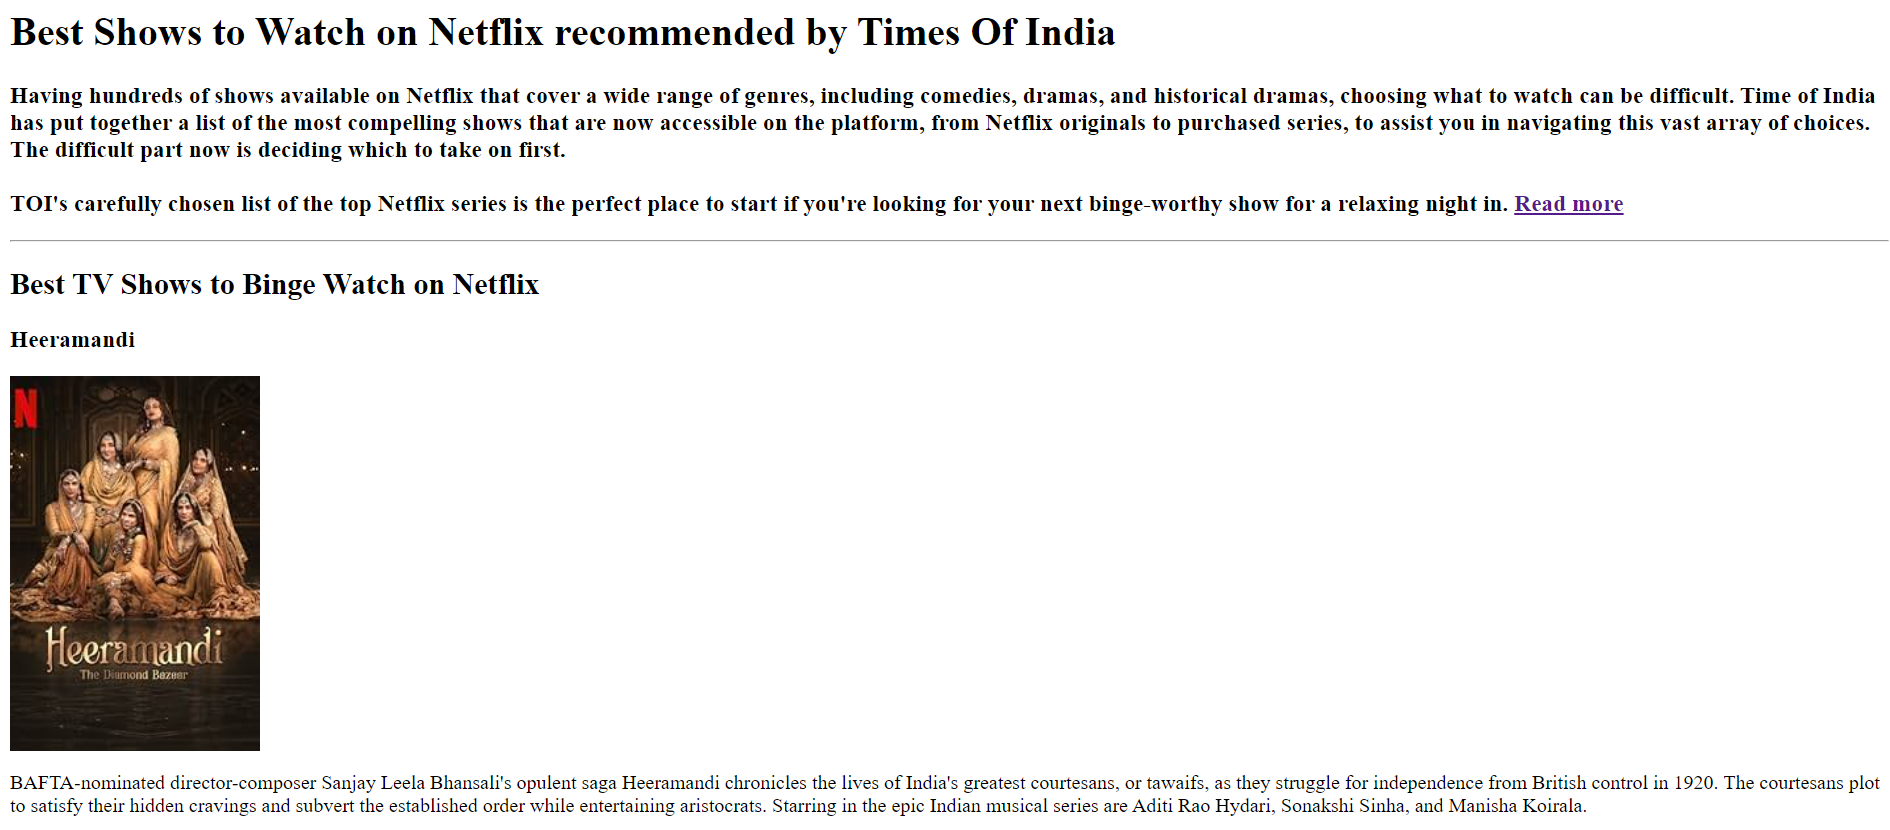 Best Shows to Watch on Netflix recommended by Times Of India
Having hundreds of shows available on Netflix that cover a wide range of genres, including comedies, dramas, and historical dramas, choosing what to watch can be difficult. Time of India
has put together a list of the most compelling shows that are now accessible on the platform, from Netflix originals to purchased series, to assist you in navigating this vast array of choices.
The difficult part now is deciding which to take on first.
TOI's carefully chosen list of the top Netflix series is the perfect place to start if you're looking for your next binge-worthy show for a relaxing night in. Read more
Best TV Shows to Binge Watch on Netflix
Heeramandi
N
Heeramandi
The Diamond Bazaar
BAFTA-nominated director-composer Sanjay Leela Bhansali's opulent saga Heeramandi chronicles the lives of India's greatest courtesans, or tawaifs, as they struggle for independence from British control in 1920. The courtesans plot
to satisfy their hidden cravings and subvert the established order while entertaining aristocrats. Starring in the epic Indian musical series are Aditi Rao Hydari, Sonakshi Sinha, and Manisha Koirala.